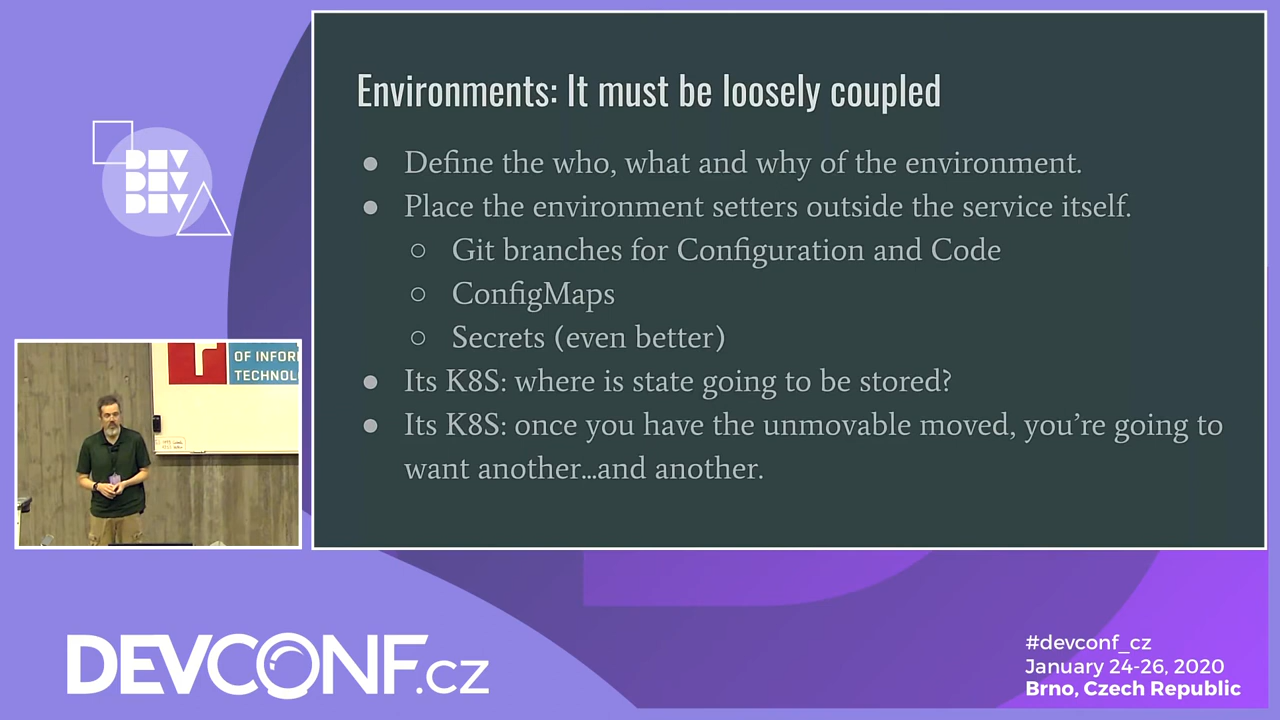 Environments: It must be loosely coupled
● Define the who, what and why of the environment.
● Place the environment setters outside the service itself.
○ Git branches for Configuration and Code
○ ConfigMaps
○ Secrets (even better)
● Its K8S: where is state going to be stored?
● Its K8S: once you have the unmovable moved, you're going to
want another...and another.
DEV
DEV
DEV
OF INFOR
TECHNOL
DEVCONF.cz
#devconf_cz
January 24-26, 2020
Brno, Czech Republic